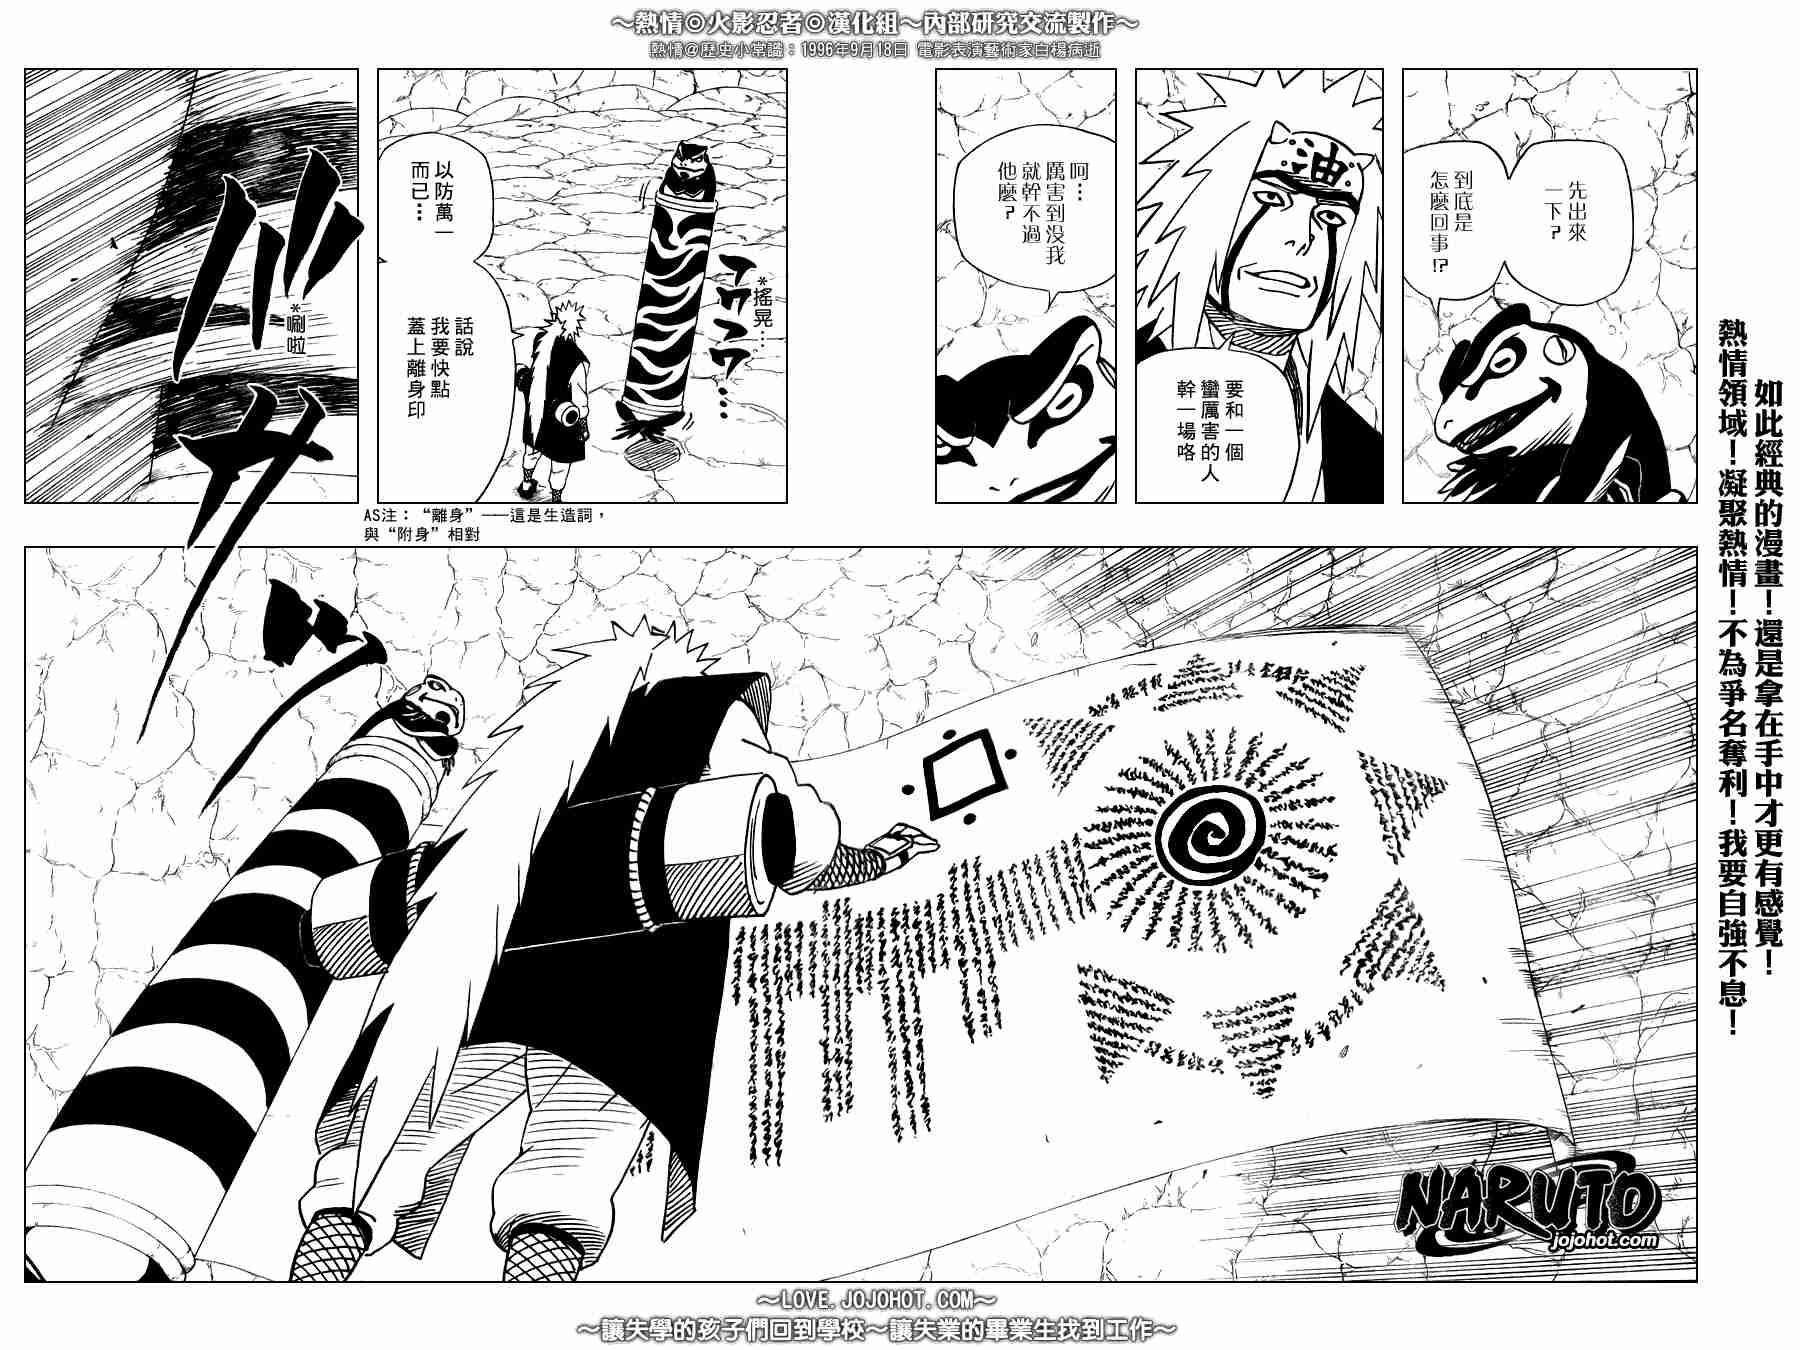 ～熱情◎火影忍者◎漢化組～內部研究交流製作～
熱情@歷史小常識：1996年9月18日 電影表演藝術家白楊病逝
先出來
一下？
到底是
怎麼回事!?
要和一個
蠻厲害的人
幹一場咯
呵…
厲害到没我
就幹不過
他麼？
＊搖晃…
フワフワ…
以防萬一
而已…
話說
我要快點
蓋上離身印
AS注：“離身”——這是生造詞，
與“附身”相對
バサッ
＊唰啦
油
如此經典的漫畫！還是拿在手中才更有感覺！
熱情領域！凝聚熱情！不為爭名奪利！我要自強不息！
NARUTO
jojohot.com
～LOVE.JOJOHOT.COM～
～讓失學的孩子們回到學校～讓失業的畢業生找到工作～